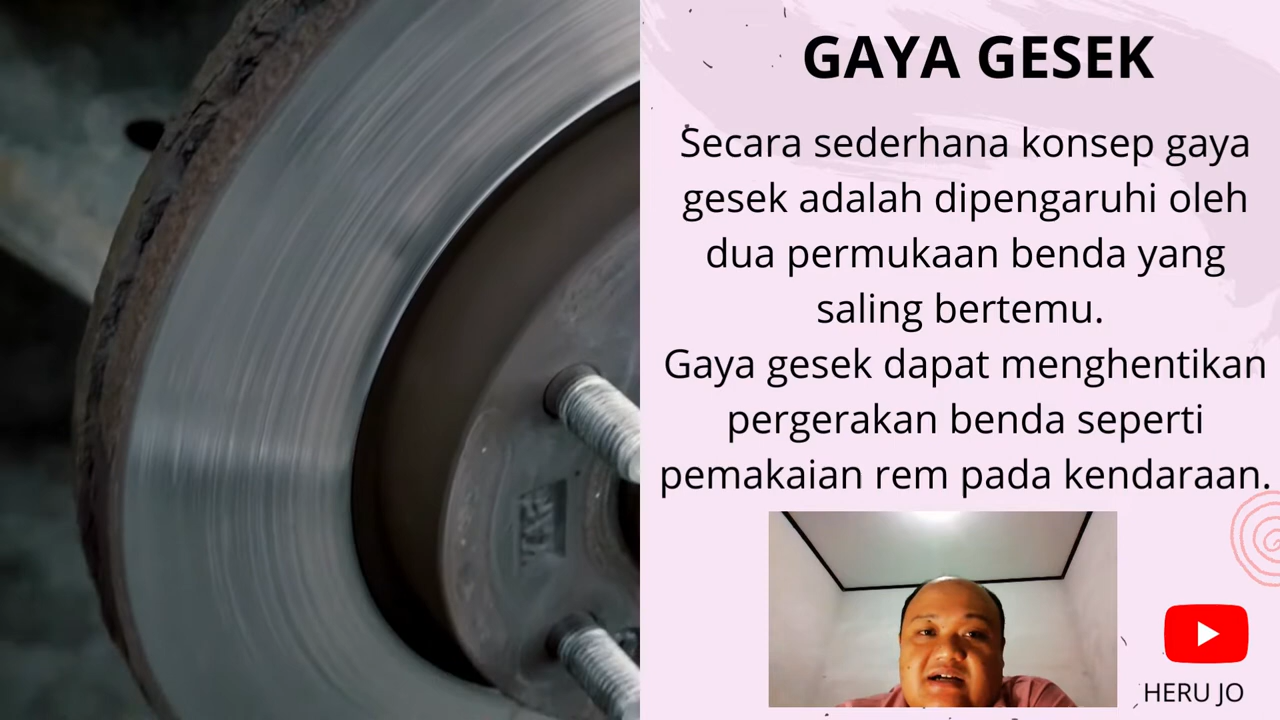 GAYA GESEK
Secara sederhana konsep gaya
gesek adalah dipengaruhi oleh
dua permukaan benda yang
saling bertemu.
Gaya gesek dapat menghentikan
pergerakan benda seperti
pemakaian rem pada kendaraan.
HERU JO